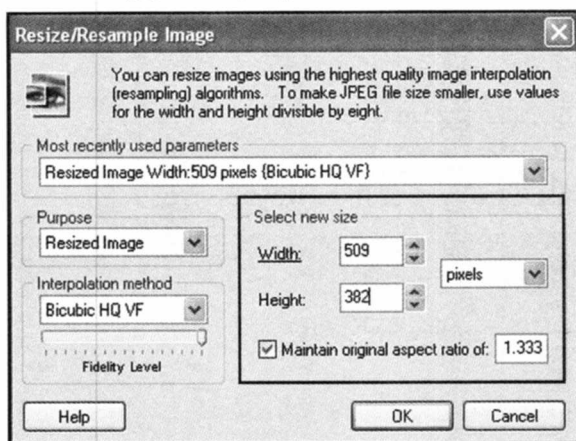 Resize/Resample Image
You can resize images using the highest quality image interpolation
(resampling) algorithms. To make JPEG file size smaller, use values
for the width and height divisible by eight.
Most recently used parameters
Resized Image Width:509 pixels {Bicubic HQ VF}
Purpose
Resized Image
Interpolation method
Bicubic HQ VF
Fidelity Level
Select new size
Width: 509
pixels
Height: 382
Maintain original aspect ratio of: 1.333
Help
OK
Cancel